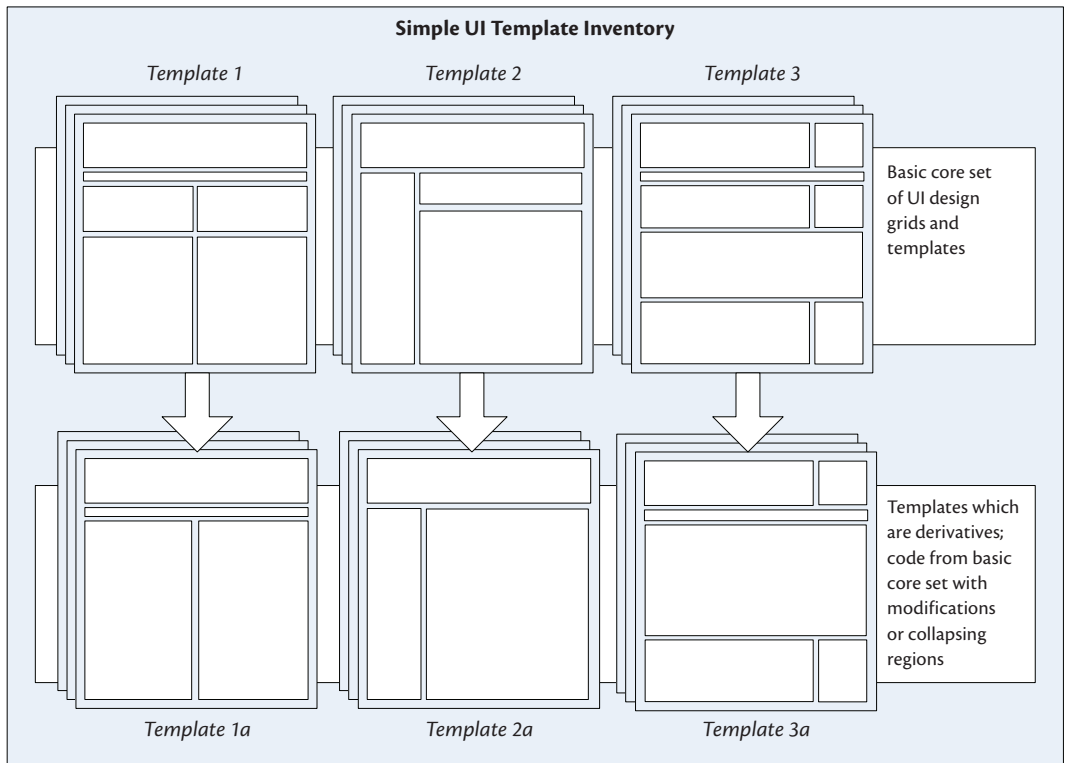 Simple UI Template Inventory
Template 1
Template 2
Template 3
Basic core set
of UI design
grids and
templates
Templates which
are derivatives;
code from basic
core set with
modifications
or collapsing
regions
Template 1a
Template 2a
Template 3a